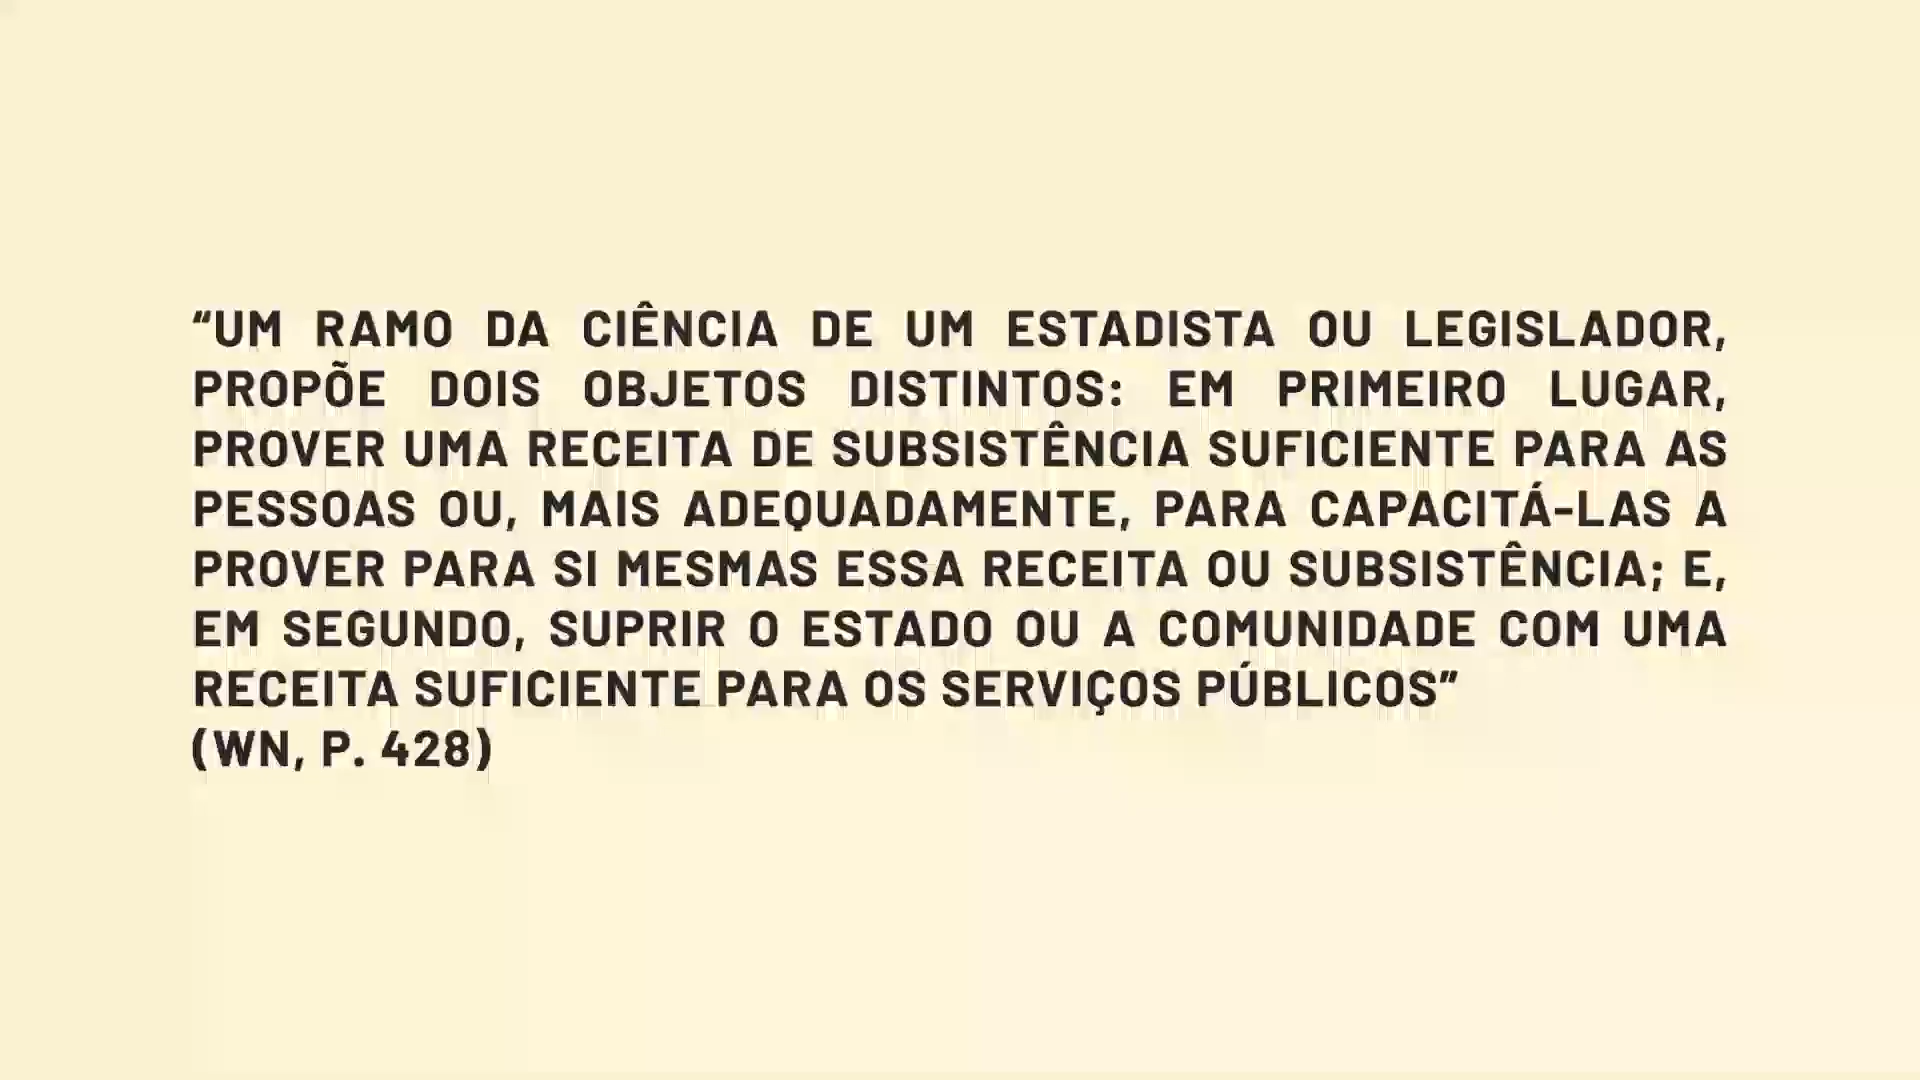 “UM RAMO DA CIÊNCIA DE UM ESTADISTA OU LEGISLADOR,
PROPÕE DOIS OBJETOS DISTINTOS: EM PRIMEIRO LUGAR,
PROVER UMA RECEITA DE SUBSISTÊNCIA SUFICIENTE PARA AS
PESSOAS OU, MAIS ADEQUADAMENTE, PARA CAPACITÁ-LAS A
PROVER PARA SI MESMAS ESSA RECEITA OU SUBSISTÊNCIA; E,
EM SEGUNDO, SUPRIR O ESTADO OU A COMUNIDADE COM UMA
RECEITA SUFICIENTE PARA OS SERVIÇOS PÚBLICOS”
(WN, P. 428)